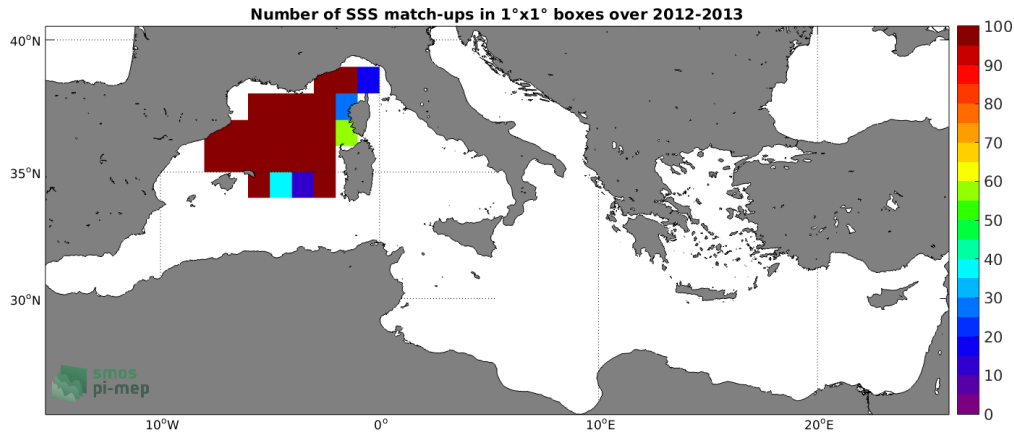 Number of SSS match-ups in 1°x1° boxes over 2012-2013
40°N
35°N
30°N
10°W
0°
10°E
20°E
100
90
80
70
60
50
40
30
20
10
0
smos
pi-mep